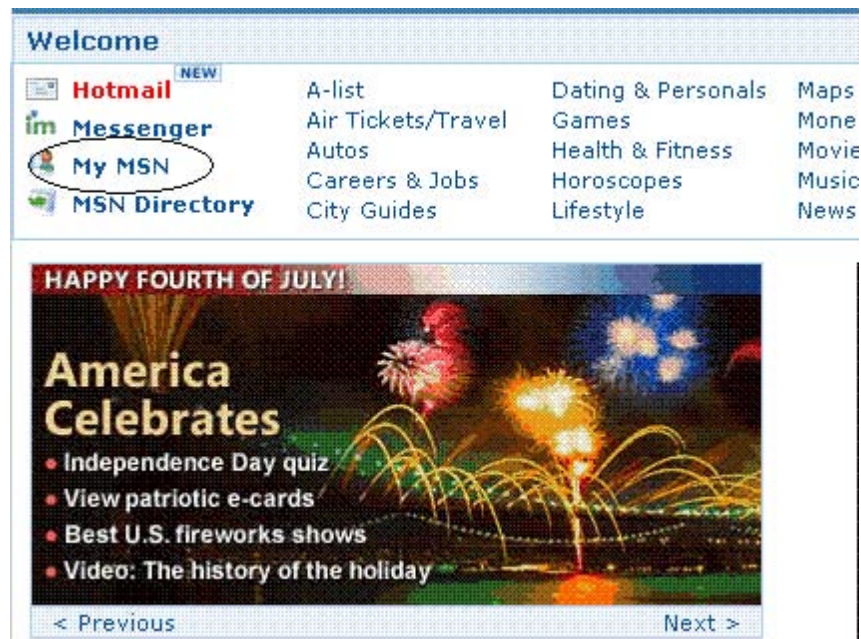 Welcome
NEW
Hotmail
Messenger
My MSN
MSN Directory
A-list
Air Tickets/Travel
Autos
Careers & Jobs
City Guides
Dating & Personals
Games
Health & Fitness
Horoscopes
Lifestyle
Maps
Mone
Movie
Music
News
HAPPY FOURTH OF JULY!
America
Celebrates
• Independence Day quiz
• View patriotic e-cards
• Best U.S. fireworks shows
• Video: The history of the holiday
< Previous
Next >